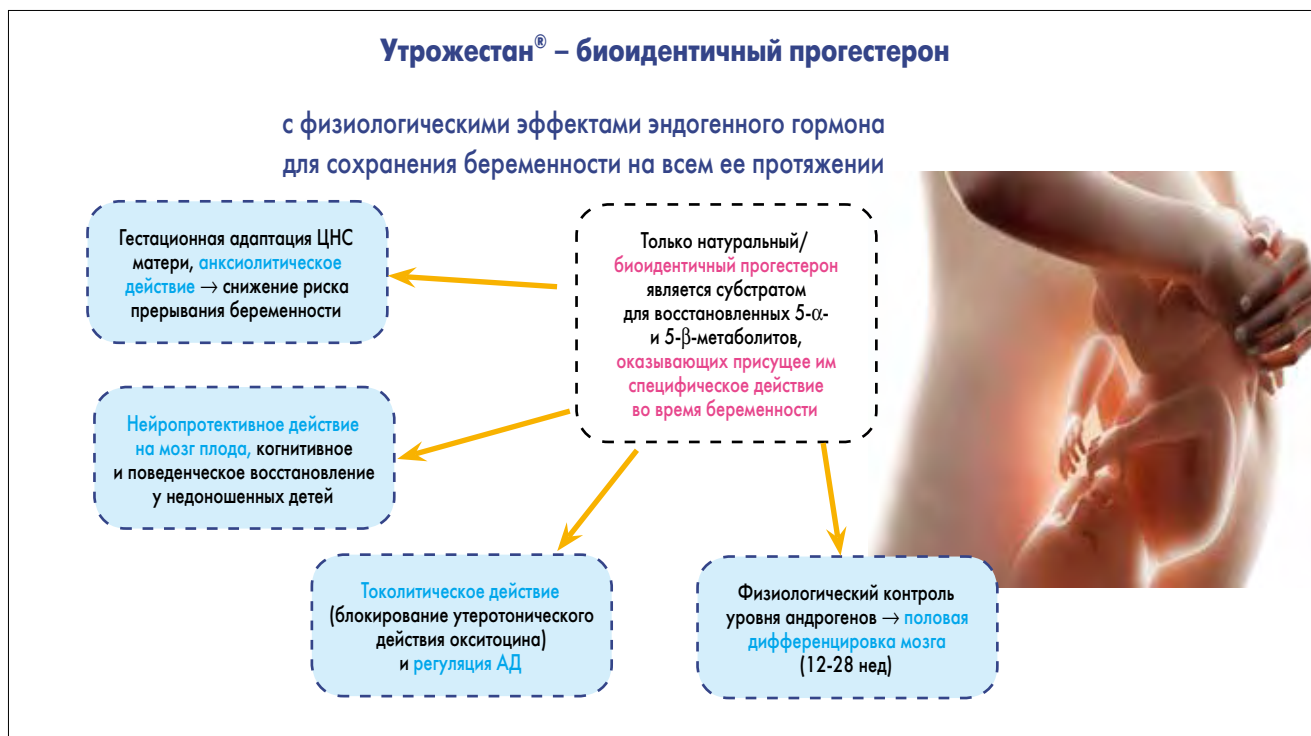 Утрожестан® – биоидентичный прогестерон
с физиологическими эффектами эндогенного гормона
для сохранения беременности на всем ее протяжении
Гестационная адаптация ЦНС
матери, анксиолитическое
действие → снижение риска
прерывания беременности
Только натуральный/
биоидентичный прогестерон
является субстратом
для восстановленных 5-α-
и 5-β-метаболитов,
оказывающих присущее им
специфическое действие
во время беременности
Нейропротективное действие
на мозг плода, когнитивное
и поведенческое восстановление
у недоношенных детей
Токолитическое действие
(блокирование утеротонического
действия окситоцина)
и регуляция АД
Физиологический контроль
уровня андрогенов → половая
дифференцировка мозга
(12-28 нед)